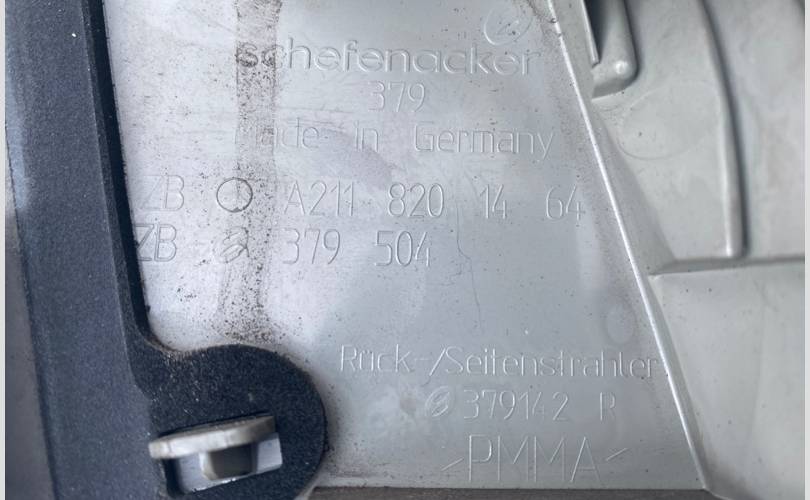 schefenacker
379
Made in Germany
ZB A211 820 14 64
ZB 379 504
Rück-/Seitenstrahler
379142 R
>PMMA<